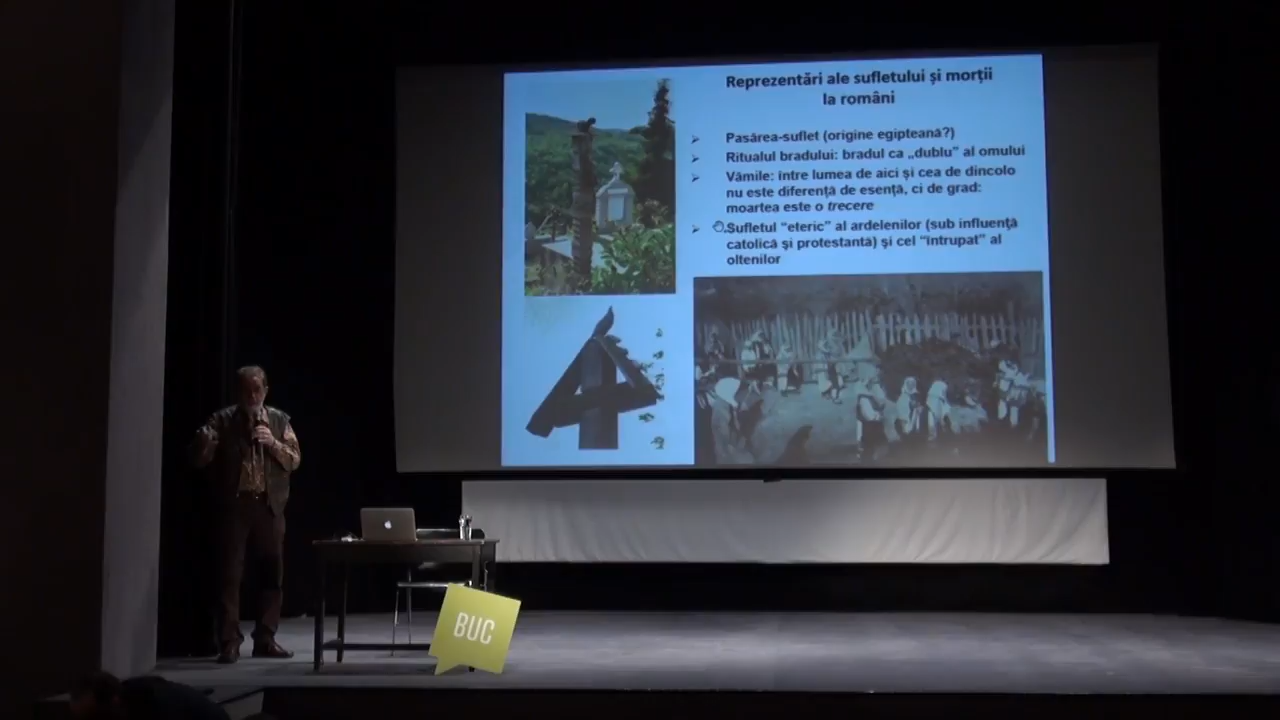 Reprezentări ale sufletului și morții
la români
Pasărea-suflet (origine egipteană?)
Ritualul bradului: bradul ca „dublu” al omului
Vămile: între lumea de aici și cea de dincolo
nu este diferență de esență, ci de grad:
moartea este o trecere
Sufletul “eteric” al ardelenilor (sub influență
catolică și protestantă) și cel “întrupat” al
oltenilor
BUC